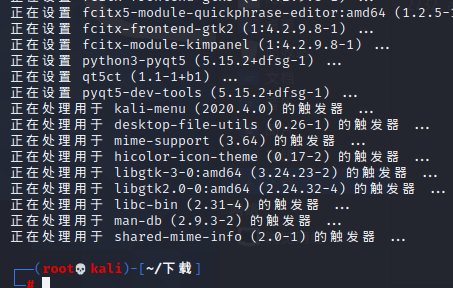 正在设置 fcitx5-module-quickphrase-editor:amd64 (1.2.5-
正在设置 fcitx-frontend-gtk2 (1:4.2.9.8-1) ...
正在设置 fcitx-module-kimpanel (1:4.2.9.8-1) ...
正在设置 python3-pyqt5 (5.15.2+dfsg-1) ...
正在设置 qt5ct (1.1-1+b1) ...
正在设置 pyqt5-dev-tools (5.15.2+dfsg-1) ...
正在处理用于 kali-menu (2020.4.0) 的触发器 ...
正在处理用于 desktop-file-utils (0.26-1) 的触发器 ...
正在处理用于 mime-support (3.64) 的触发器 ...
正在处理用于 hicolor-icon-theme (0.17-2) 的触发器 ...
正在处理用于 libgtk-3-0:amd64 (3.24.23-2) 的触发器 ...
正在处理用于 libgtk2.0-0:amd64 (2.24.32-4) 的触发器 ...
正在处理用于 libc-bin (2.31-4) 的触发器 ...
正在处理用于 man-db (2.9.3-2) 的触发器 ...
正在处理用于 shared-mime-info (2.0-1) 的触发器 ...
┌──(root💀kali)-[~/下载]
└─#